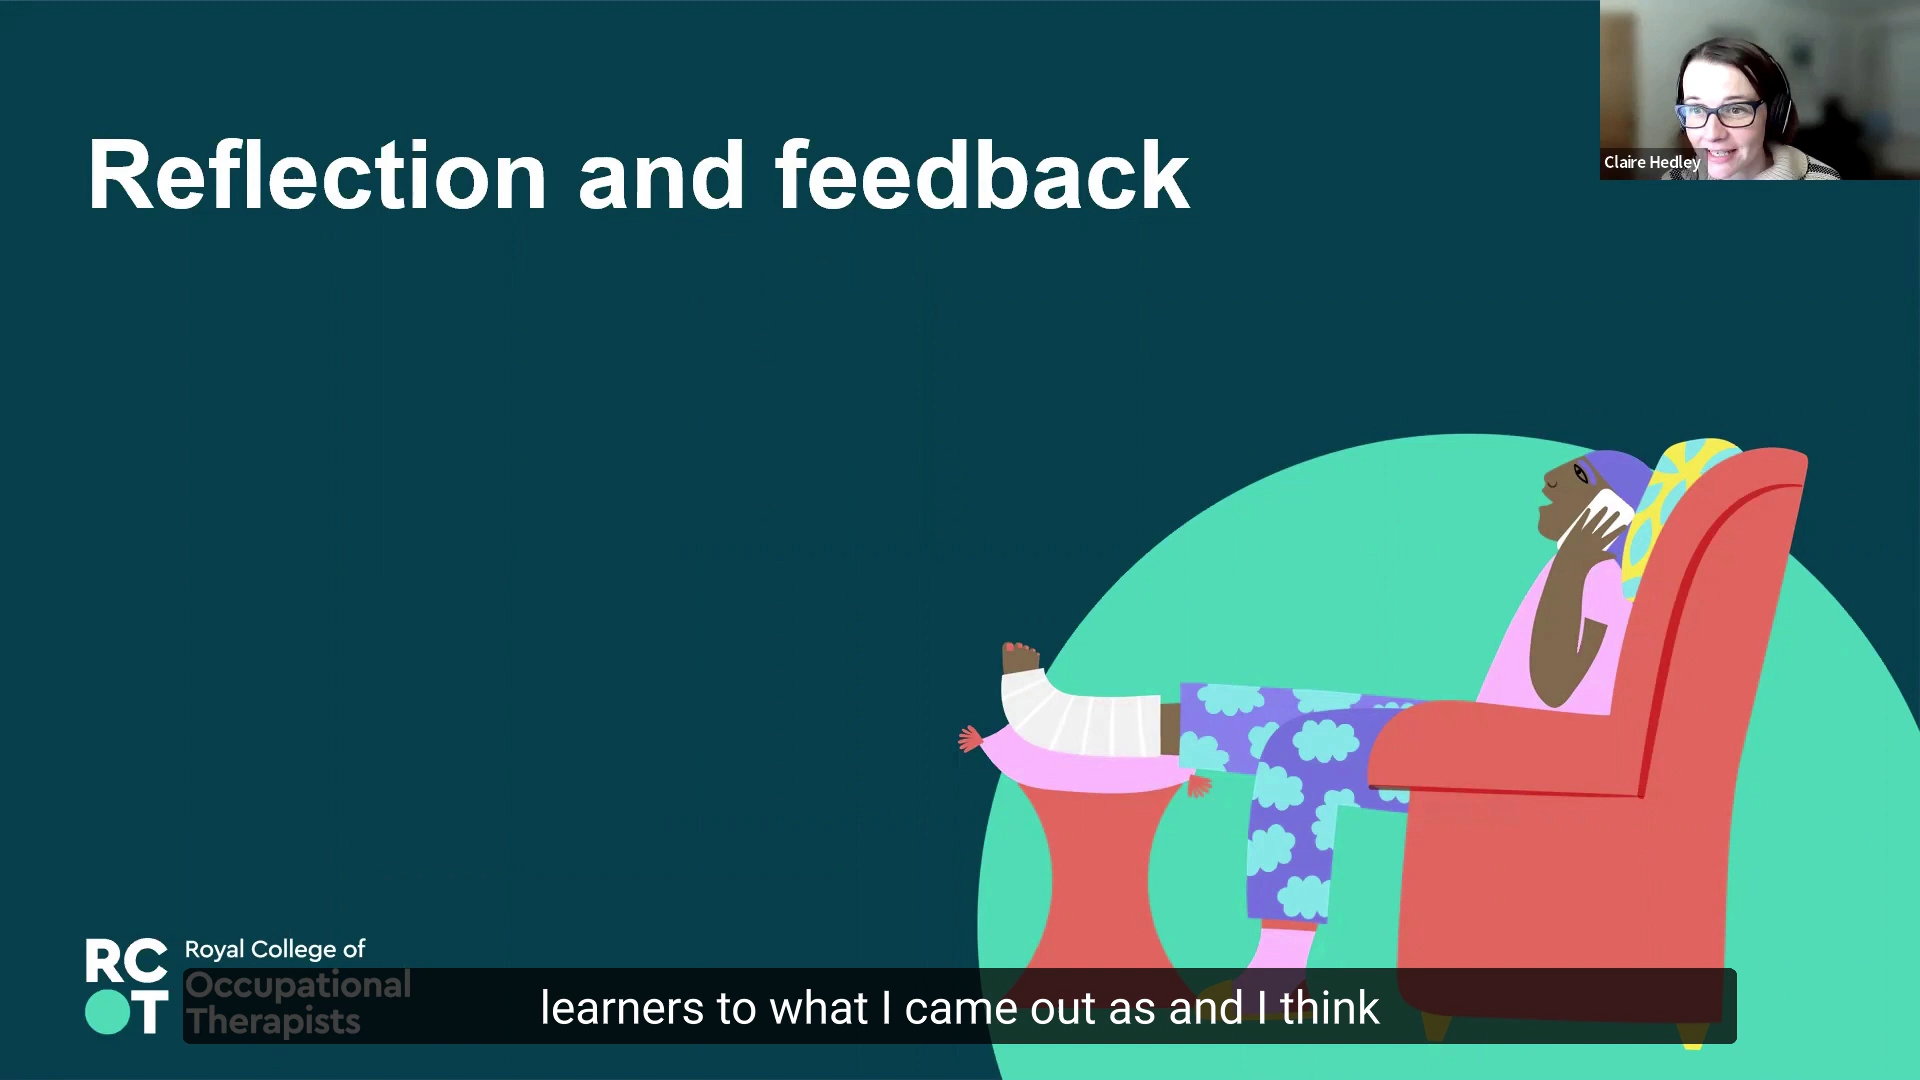 Reflection and feedback
Claire Hedley
RC
OT
Royal College of
Occupational
Therapists
learners to what I came out as and I think